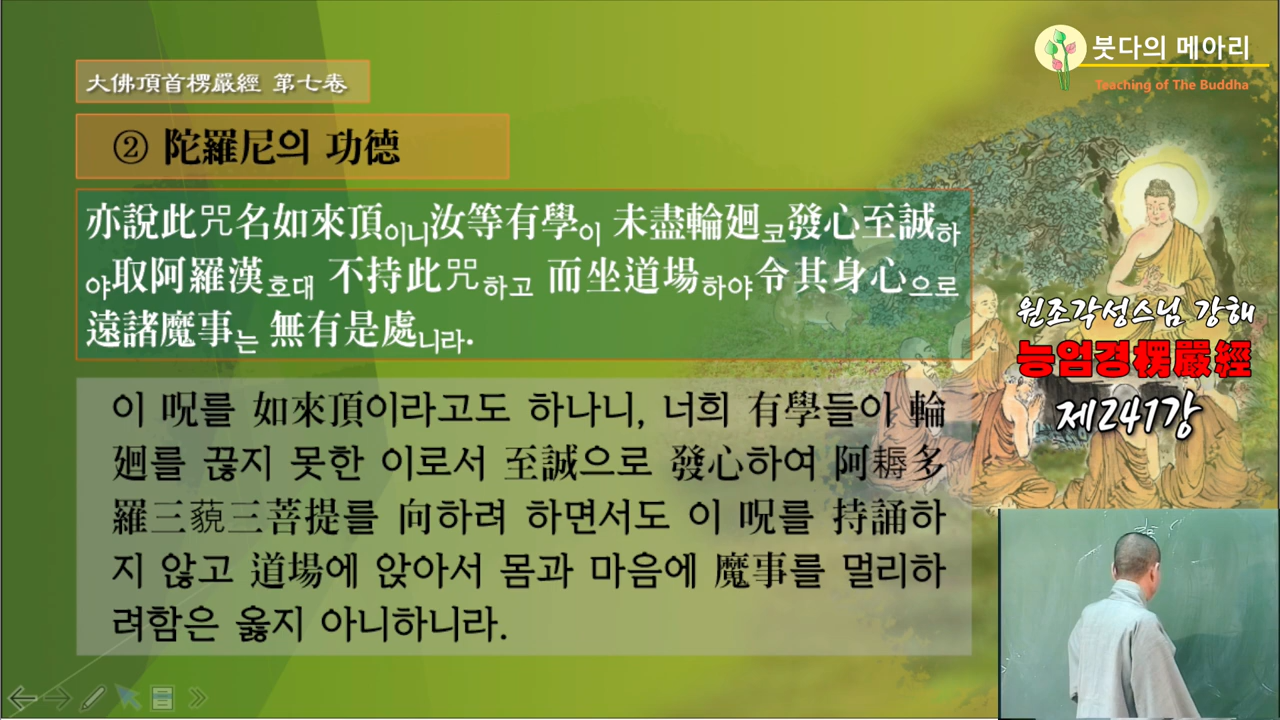 大佛頂首楞嚴經 第七卷
② 陀羅尼의 功德
亦說此咒名如來頂이니汝等有學이 未盡輪廻코發心至誠하
야取阿羅漢호대 不持此咒하고 而坐道場하야令其身心으로
遠諸魔事는 無有是處니라.
이 呪를 如來頂이라고도 하나니, 너희 有學들이 輪
廻를 끊지 못한 이로서 至誠으로 發心하여 阿耨多
羅三藐三菩提를 向하려 하면서도 이 呪를 持誦하
지 않고 道場에 앉아서 몸과 마음에 魔事를 멀리하
려함은 옳지 아니하니라.
붓다의 메아리
Teaching of The Buddha
원조각성스님 강해
능엄경楞嚴經
제241강